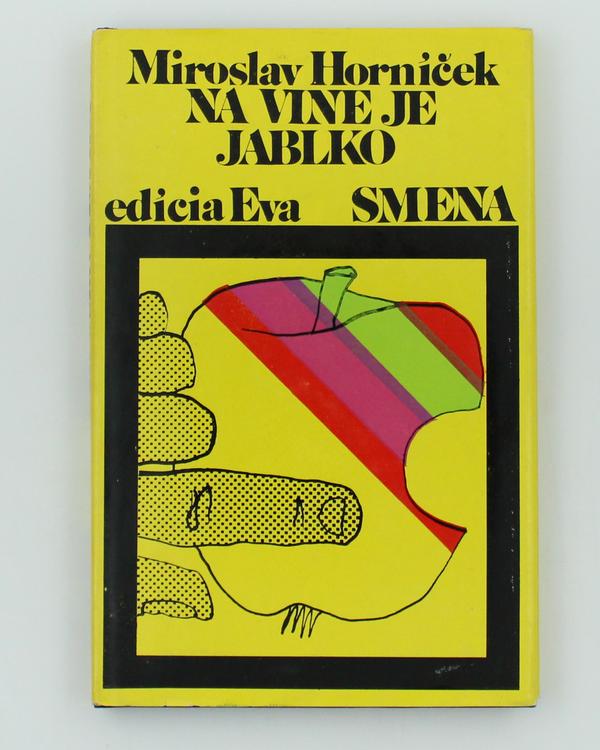 Miroslav Horníček
NA VINE JE
JABLKO
edícia Eva SMENA